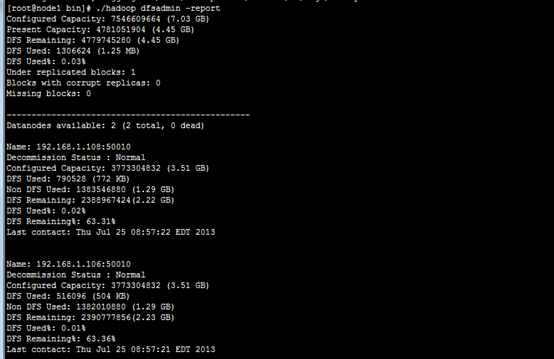 [root@node1 bin]# ./hadoop dfsadmin -report
Configured Capacity: 7546609664 (7.03 GB)
Present Capacity: 4781051904 (4.45 GB)
DFS Remaining: 4779745280 (4.45 GB)
DFS Used: 1306624 (1.25 MB)
DFS Used%: 0.03%
Under replicated blocks: 1
Blocks with corrupt replicas: 0
Missing blocks: 0
-------------------------------------------------
Datanodes available: 2 (2 total, 0 dead)
Name: 192.168.1.108:50010
Decommission Status : Normal
Configured Capacity: 3773304832 (3.51 GB)
DFS Used: 790528 (772 KB)
Non DFS Used: 1383546880 (1.29 GB)
DFS Remaining: 2388967424(2.22 GB)
DFS Used%: 0.02%
DFS Remaining%: 63.31%
Last contact: Thu Jul 25 08:57:22 EDT 2013
Name: 192.168.1.106:50010
Decommission Status : Normal
Configured Capacity: 3773304832 (3.51 GB)
DFS Used: 516096 (504 KB)
Non DFS Used: 1382010880 (1.29 GB)
DFS Remaining: 2390777856(2.23 GB)
DFS Used%: 0.01%
DFS Remaining%: 63.36%
Last contact: Thu Jul 25 08:57:21 EDT 2013